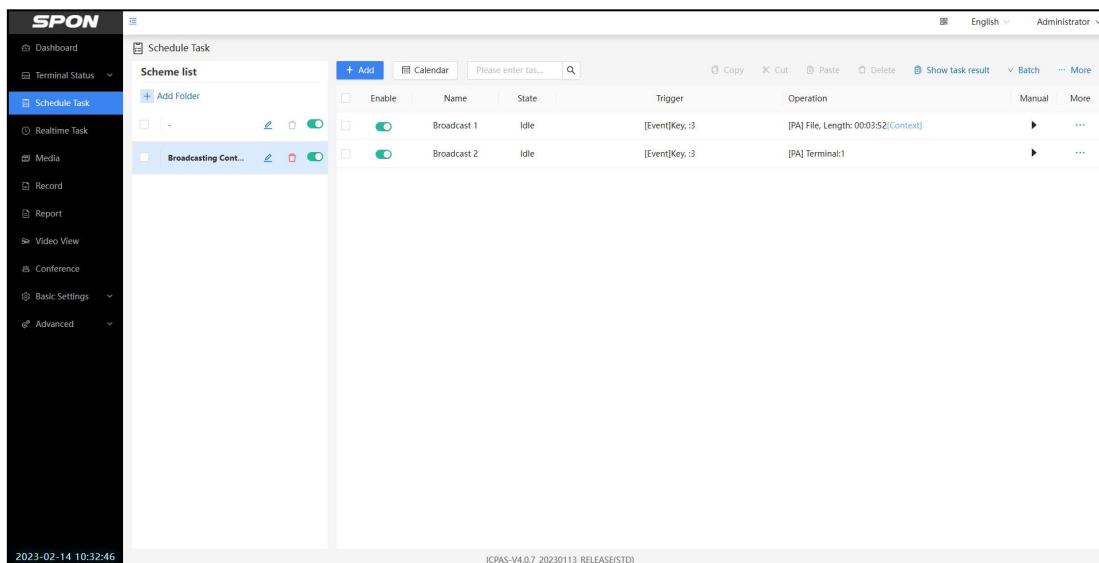 SPON
English
Administrator
Dashboard
Schedule Task
Terminal Status
Scheme list
+ Add
Calendar
Please enter tas...
Copy
Cut
Paste
Delete
Show task result
Batch
··· More
Schedule Task
+ Add Folder
Enable
Name
State
Trigger
Operation
Manual
More
Realtime Task
-
Broadcast 1
Idle
[Event]Key, :3
[PA] File, Length: 00:03:52[Context]
···
Media
Broadcasting Cont...
Broadcast 2
Idle
[Event]Key, :3
[PA] Terminal:1
···
Record
Report
Video View
Conference
Basic Settings
Advanced
2023-02-14 10:32:46
ICPAS-V4.0.7_20230113_RELEASE(STD)